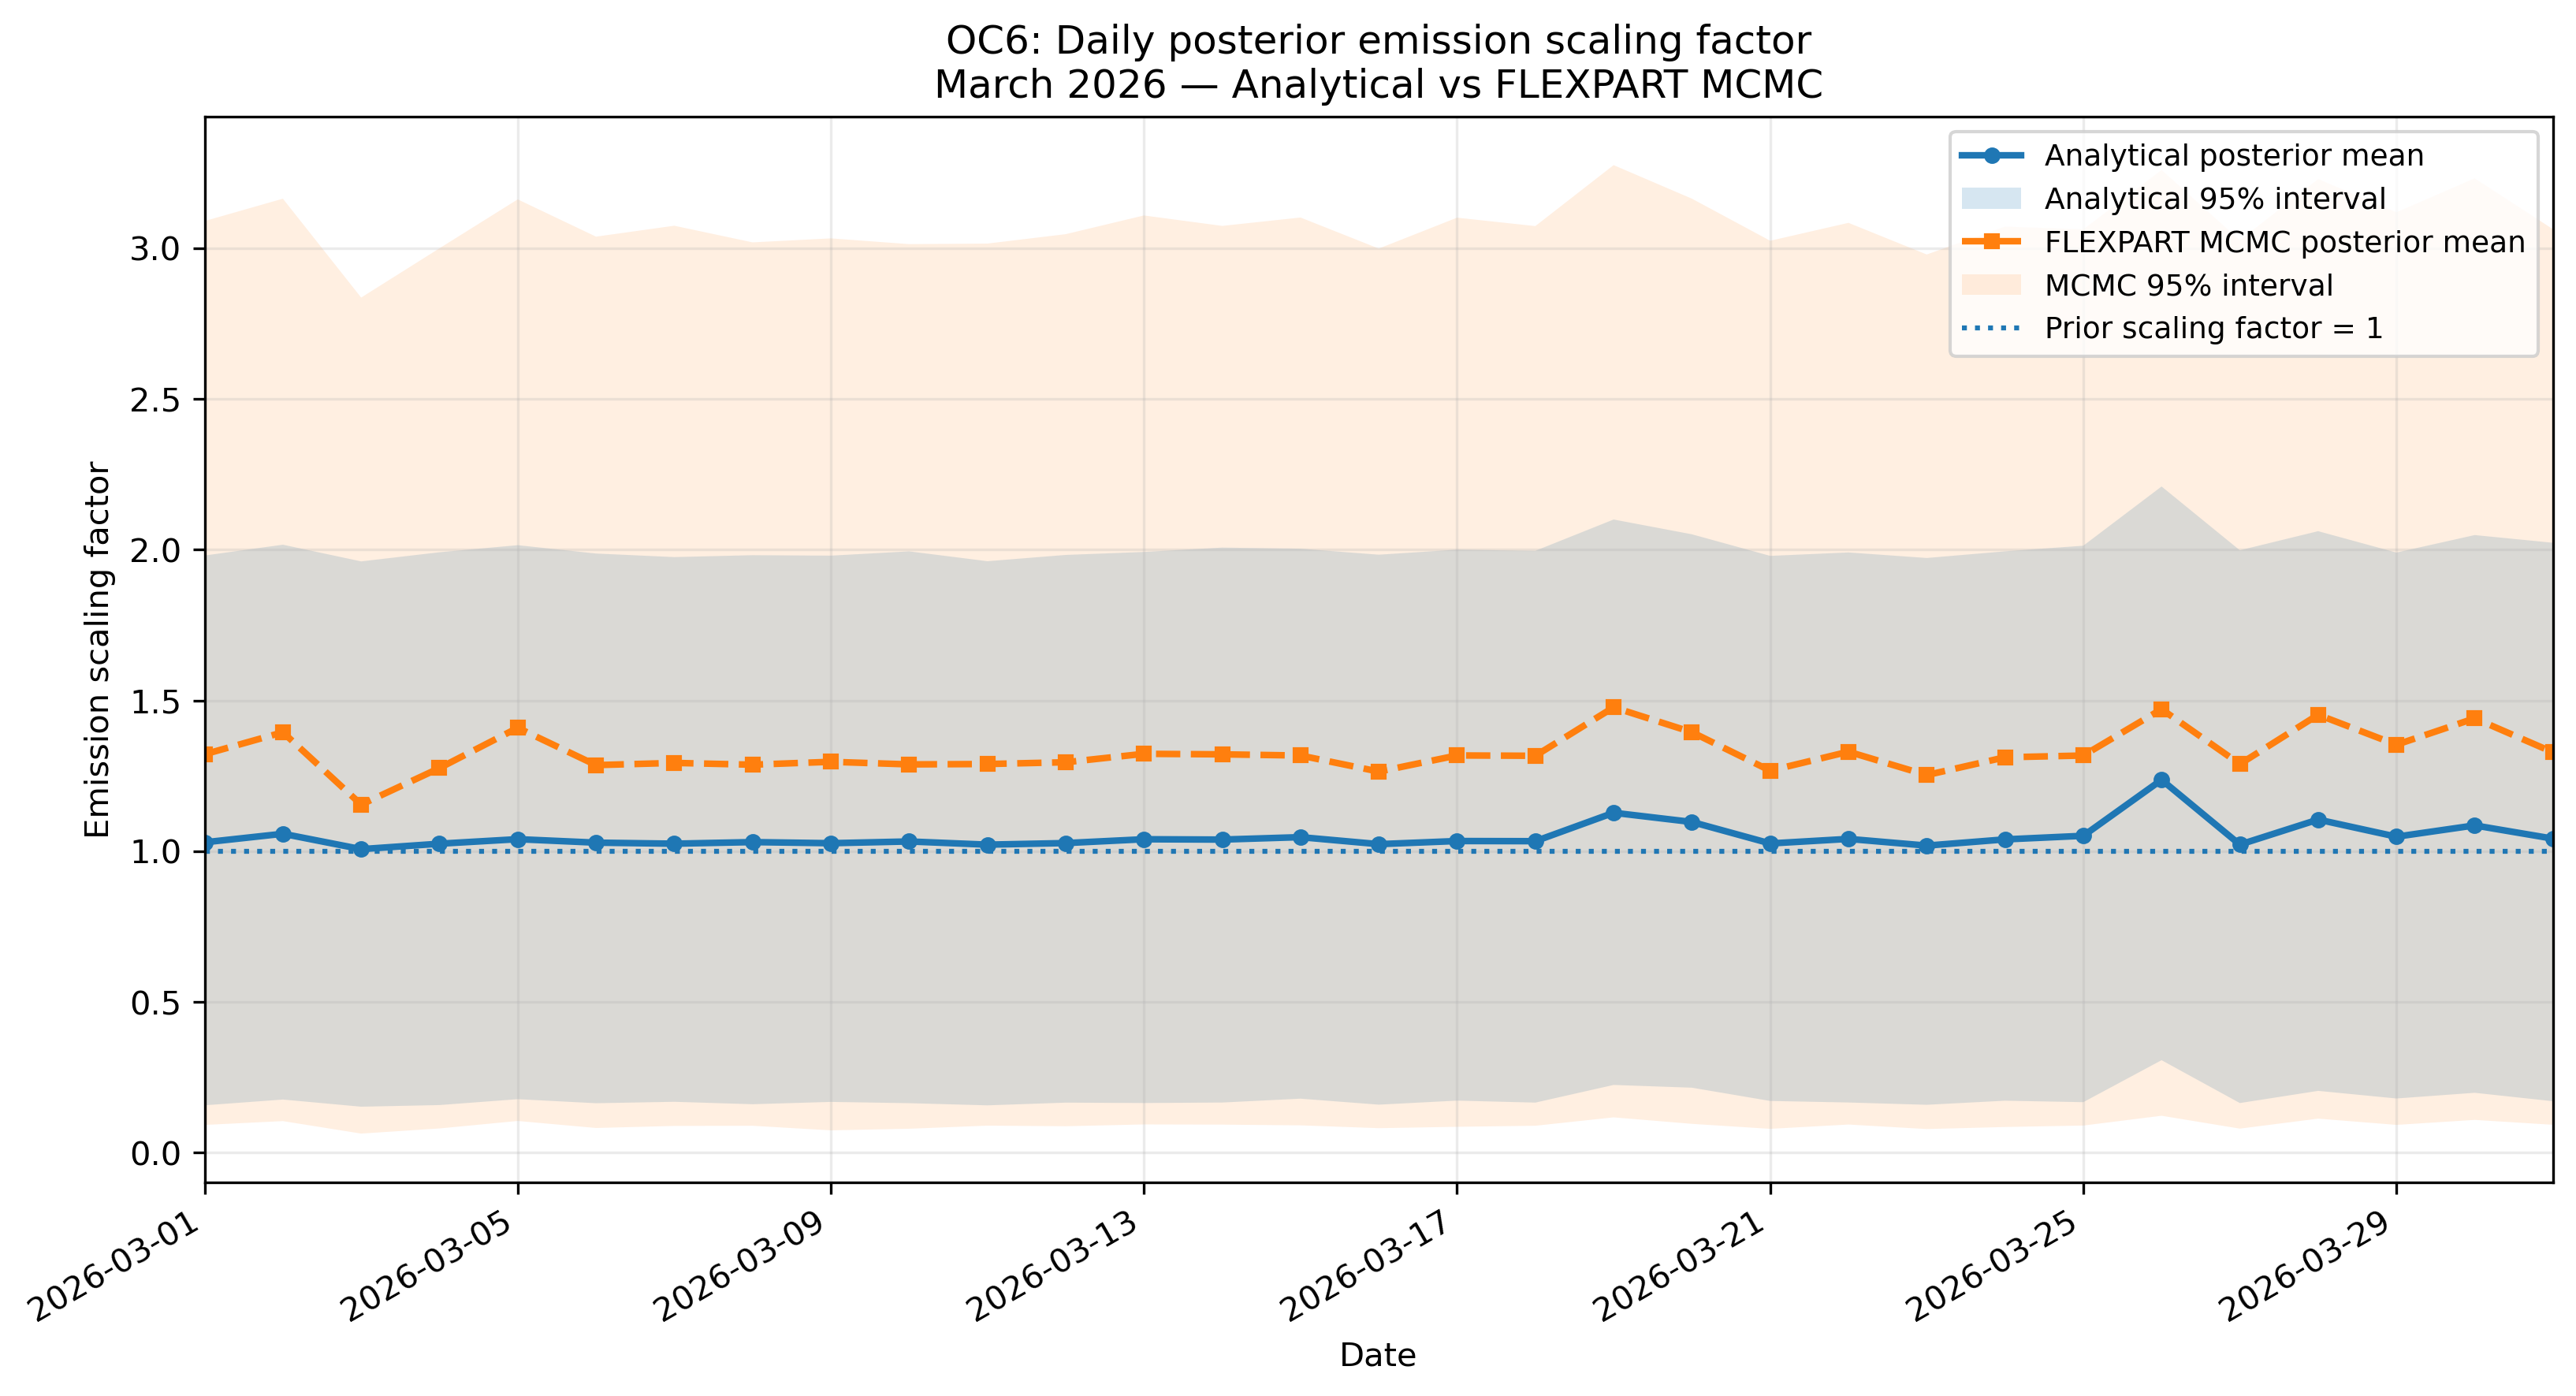 OC6: Daily posterior emission scaling factor
March 2026 — Analytical vs FLEXPART MCMC
Analytical posterior mean
Analytical 95% interval
FLEXPART MCMC posterior mean
MCMC 95% interval
Prior scaling factor = 1
Emission scaling factor
3.0
2.5
2.0
1.5
1.0
0.5
0.0
2026-03-01
2026-03-05
2026-03-09
2026-03-13
2026-03-17
2026-03-21
2026-03-25
2026-03-29
Date